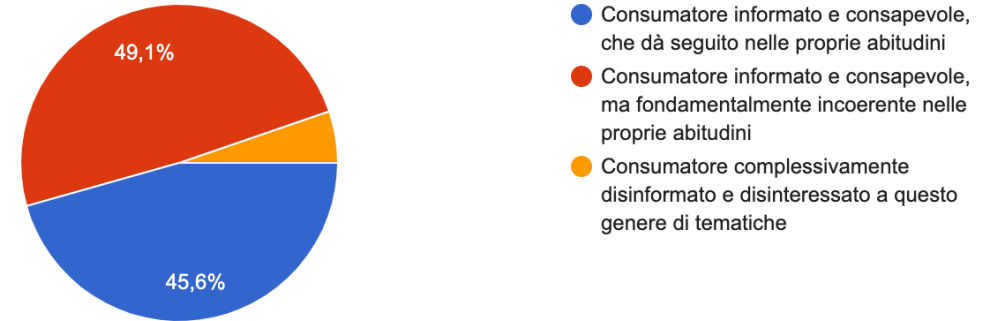 49,1%
45,6%
Consumatore informato e consapevole,
che dà seguito nelle proprie abitudini
Consumatore informato e consapevole,
ma fondamentalmente incoerente nelle
proprie abitudini
Consumatore complessivamente
disinformato e disinteressato a questo
genere di tematiche